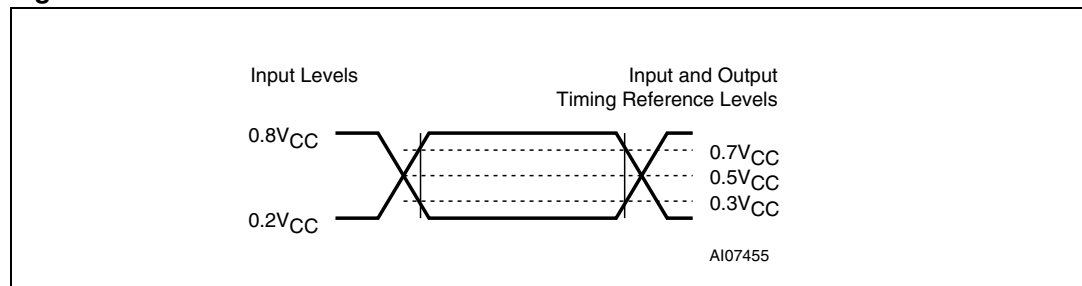 Input Levels
Input and Output
Timing Reference Levels
0.8VCC
0.7VCC
0.5VCC
0.3VCC
0.2VCC
AI07455